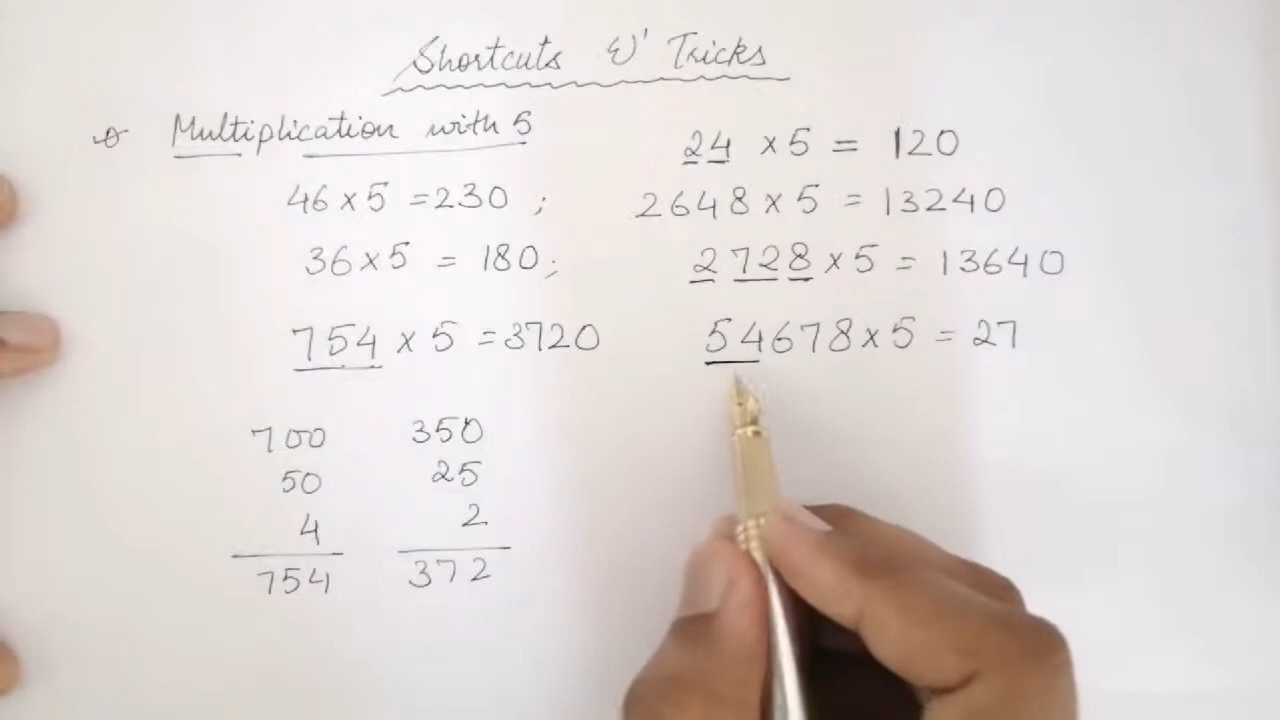 Shortcuts & Tricks
Multiplication with 5
46 × 5 = 230 ;
36 × 5 = 180 ;
754 × 5 = 3720
700 350
50 25
4 2
754 372
24 × 5 = 120
2648 × 5 = 13240
2728 × 5 = 13640
54678 × 5 = 27